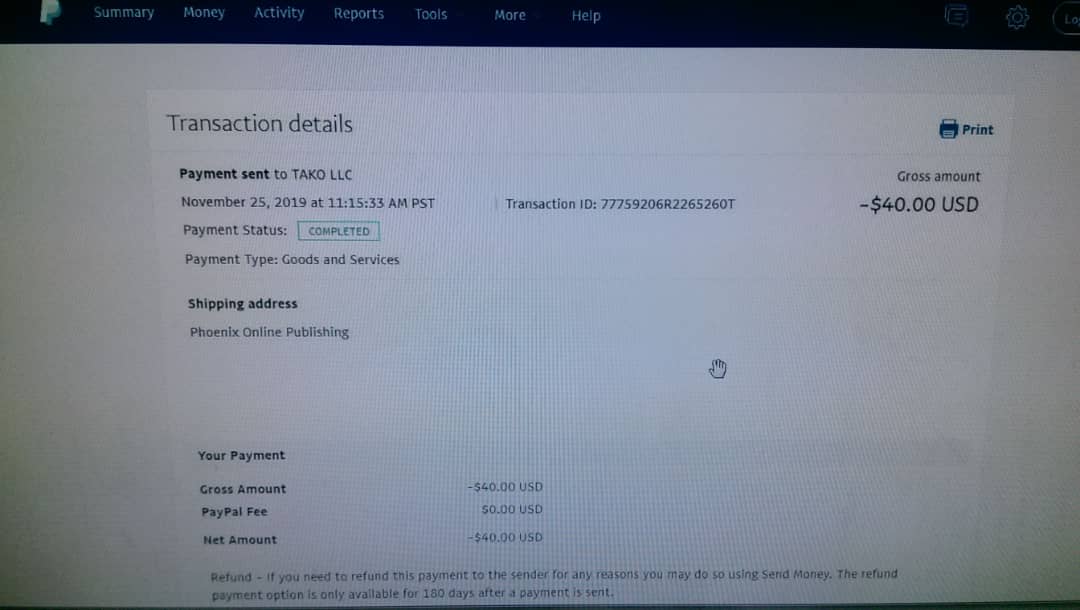 Summary Money Activity Reports Tools More Help
Transaction details
Print
Payment sent to TAKO LLC
Gross amount
November 25, 2019 at 11:15:33 AM PST
Transaction ID: 77759206R2265260T
-$40.00 USD
Payment Status: COMPLETED
Payment Type: Goods and Services
Shipping address
Phoenix Online Publishing
Your Payment
Gross Amount -$40.00 USD
PayPal Fee $0.00 USD
Net Amount -$40.00 USD
Refund - If you need to refund this payment to the sender for any reasons you may do so using Send Money. The refund
payment option is only available for 180 days after a payment is sent.